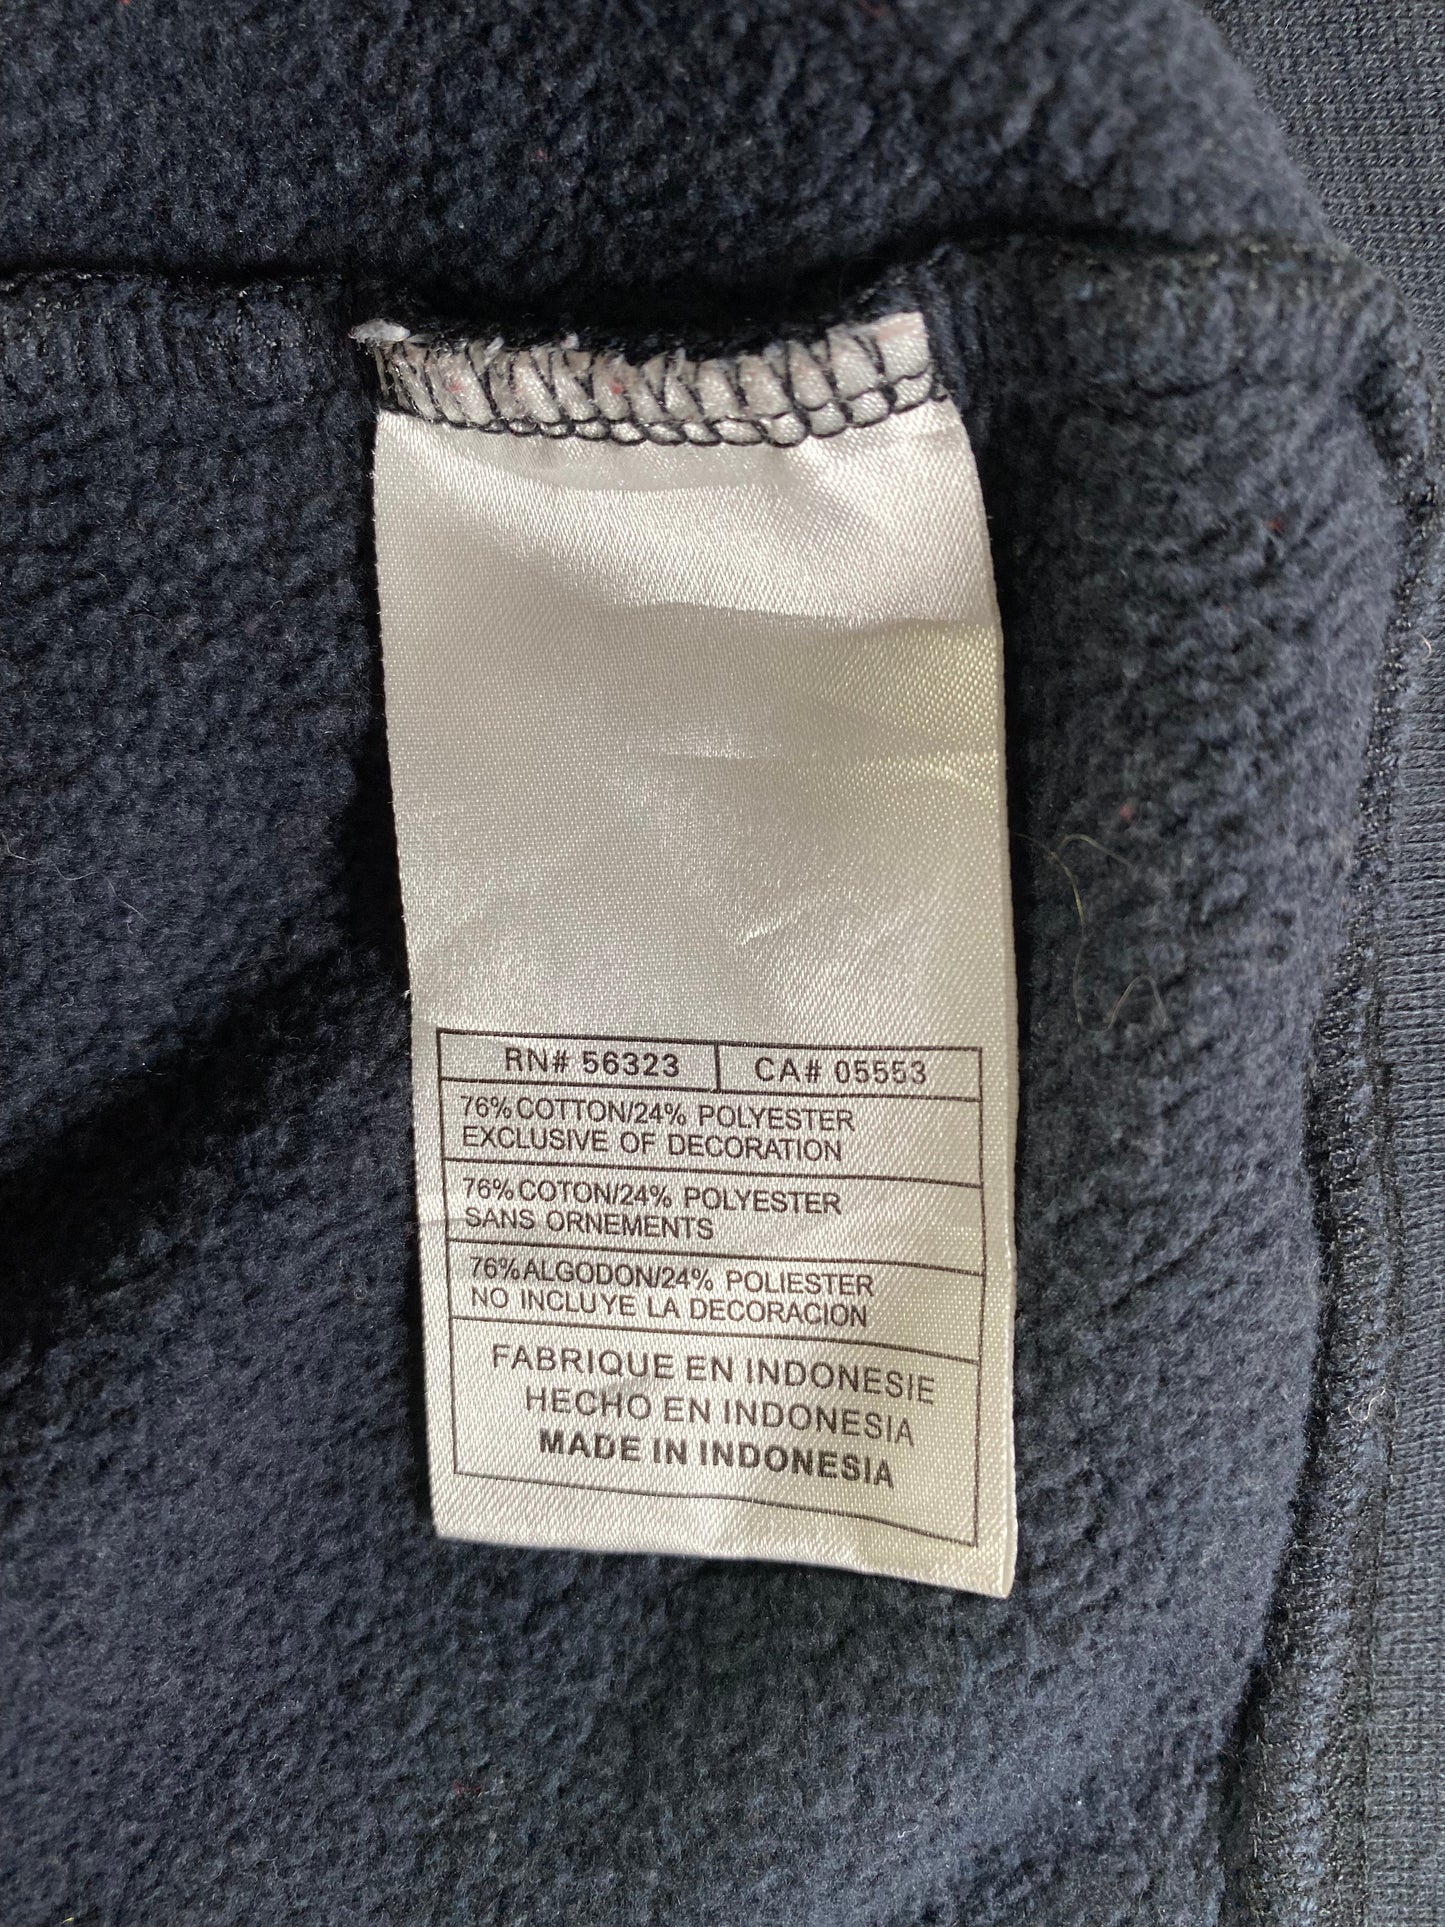 RN# 56323 CA# 05553
76% COTTON/24% POLYESTER
EXCLUSIVE OF DECORATION
76% COTON/24% POLYESTER
SANS ORNEMENTS
76% ALGODON/24% POLIESTER
NO INCLUYE LA DECORACION
FABRIQUE EN INDONESIE
HECHO EN INDONESIA
MADE IN INDONESIA